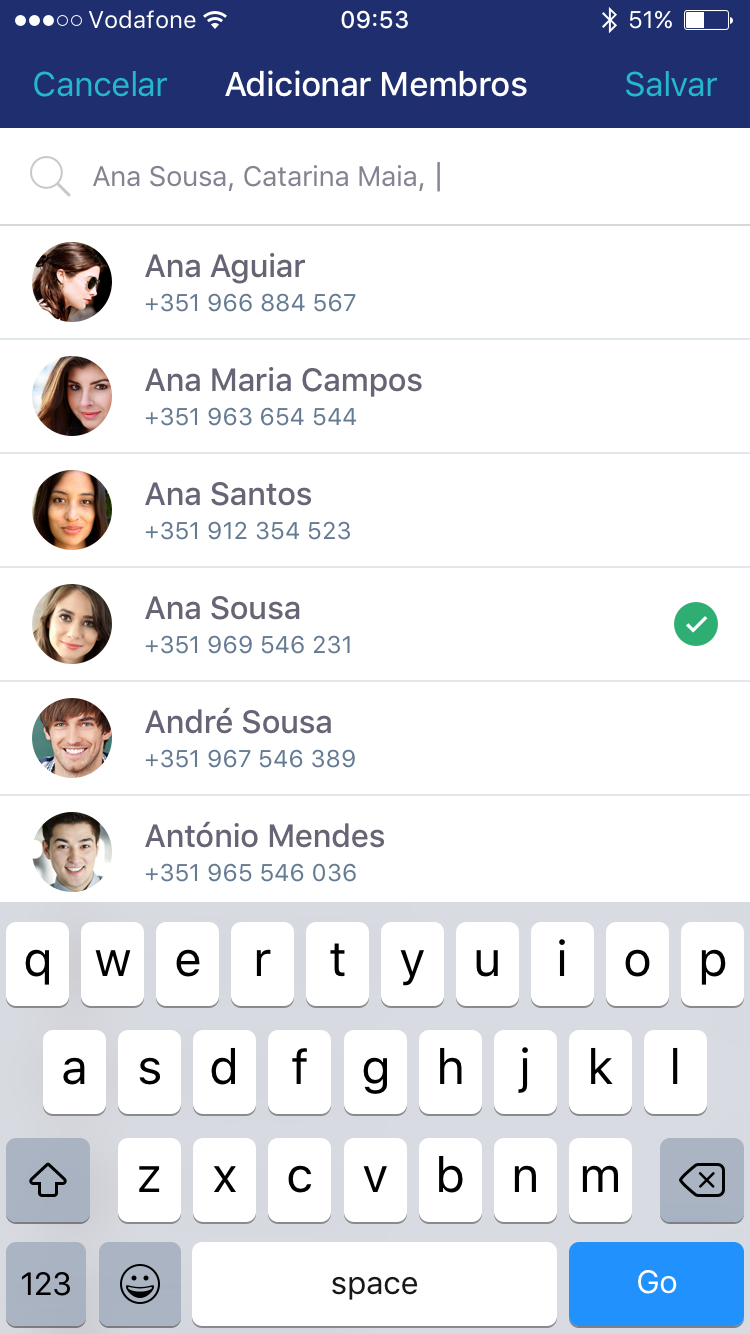 Vodafone 09:53 51%
Cancelar Adicionar Membros Salvar
Ana Sousa, Catarina Maia,
Ana Aguiar
+351 966 884 567
Ana Maria Campos
+351 963 654 544
Ana Santos
+351 912 354 523
Ana Sousa
+351 969 546 231
André Sousa
+351 967 546 389
António Mendes
+351 965 546 036
q w e r t y u i o p
a s d f g h j k l
z x c v b n m
123 space Go